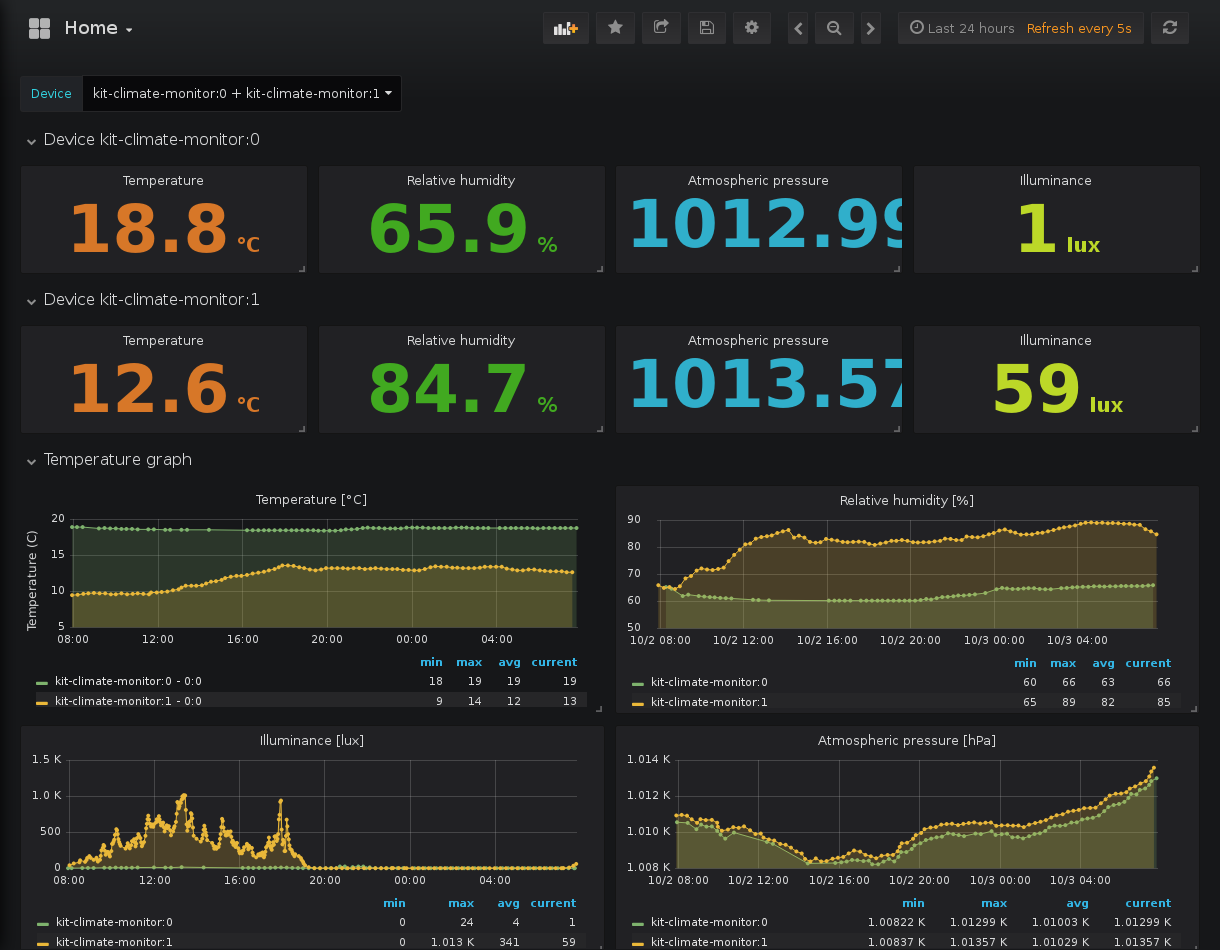 Home
Last 24 hours Refresh every 5s
Device kit-climate-monitor:0 + kit-climate-monitor:1
Device kit-climate-monitor:0
Temperature Relative humidity Atmospheric pressure Illuminance
18.8 °C 65.9 % 1012.99 1 lux
Device kit-climate-monitor:1
Temperature Relative humidity Atmospheric pressure Illuminance
12.6 °C 84.7 % 1013.57 59 lux
Temperature graph
Temperature [°C]
Temperature (C)
20
15
10
5
08:00 12:00 16:00 20:00 00:00 04:00
min max avg current
kit-climate-monitor:0 - 0:0 18 19 19 19
kit-climate-monitor:1 - 0:0 9 14 12 13
Relative humidity [%]
90
80
70
60
50
10/2 08:00 10/2 12:00 10/2 16:00 10/2 20:00 10/3 00:00 10/3 04:00
min max avg current
kit-climate-monitor:0 60 66 63 66
kit-climate-monitor:1 65 89 82 85
Illuminance [lux]
1.5 K
1.0 K
500
0
08:00 12:00 16:00 20:00 00:00 04:00
min max avg current
kit-climate-monitor:0 0 24 4 1
kit-climate-monitor:1 0 1.013 K 341 59
Atmospheric pressure [hPa]
1.014 K
1.012 K
1.010 K
1.008 K
10/2 08:00 10/2 12:00 10/2 16:00 10/2 20:00 10/3 00:00 10/3 04:00
min max avg current
kit-climate-monitor:0 1.00822 K 1.01299 K 1.01003 K 1.01299 K
kit-climate-monitor:1 1.00837 K 1.01357 K 1.01029 K 1.01357 K